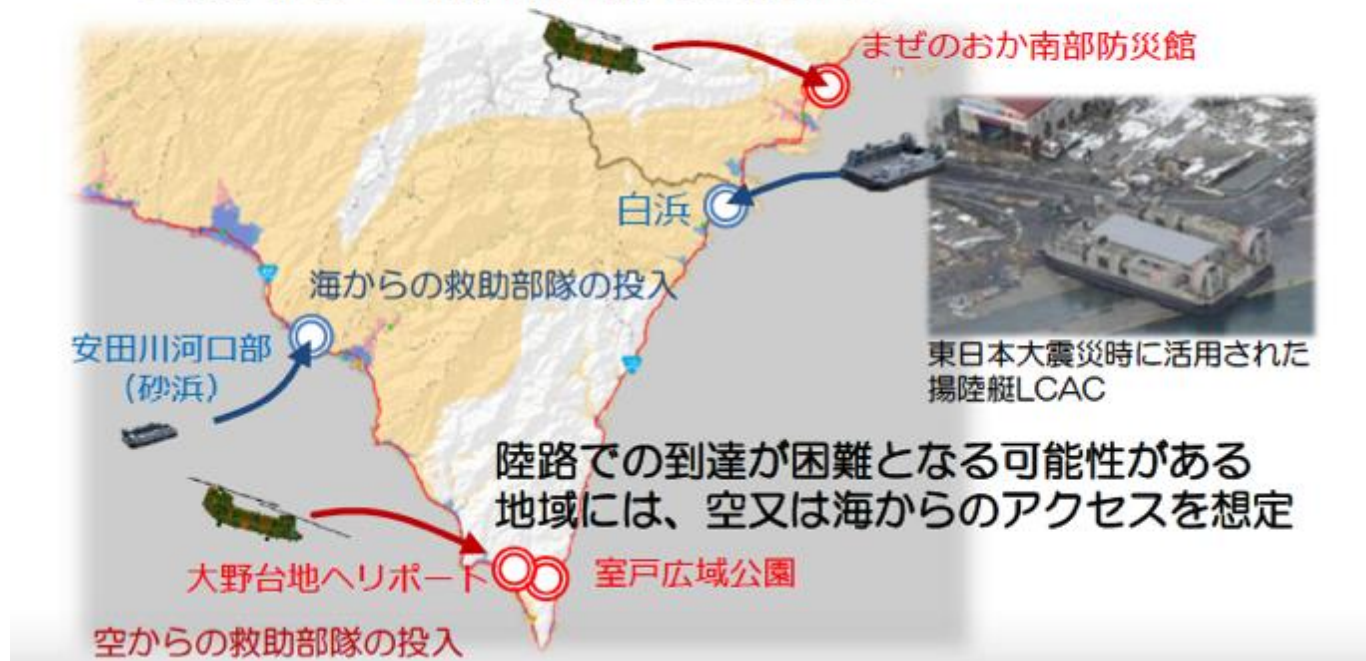 まぜのおか南部防災館
白浜
海からの救助部隊の投入
安田川河口部
（砂浜）
東日本大震災時に活用された
揚陸艇LCAC
陸路での到達が困難となる可能性がある
地域には、空又は海からのアクセスを想定
大野台地ヘリポート
室戸広域公園
空からの救助部隊の投入